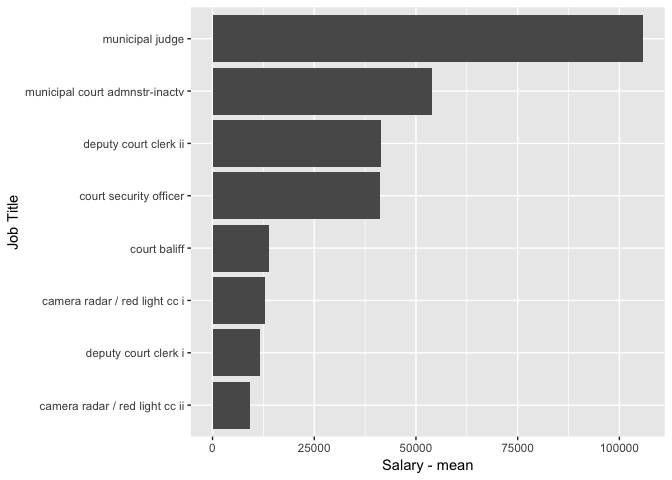 municipal judge
municipal court admnstr-inactv
deputy court clerk ii
court security officer
court baliff
camera radar / red light cc i
deputy court clerk i
camera radar / red light cc ii
Job Title
0 25000 50000 75000 100000
Salary - mean